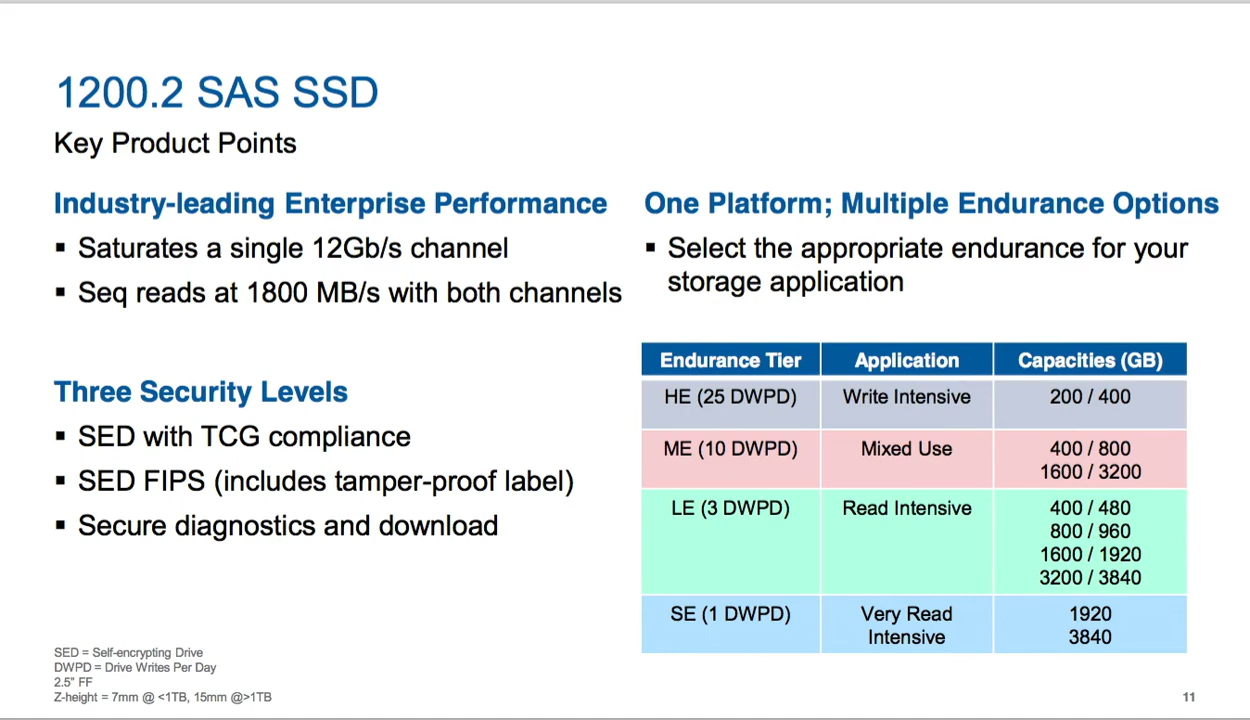 1200.2 SAS SSD
Key Product Points
Industry-leading Enterprise Performance
▪ Saturates a single 12Gb/s channel
▪ Seq reads at 1800 MB/s with both channels
Three Security Levels
▪ SED with TCG compliance
▪ SED FIPS (includes tamper-proof label)
▪ Secure diagnostics and download
One Platform; Multiple Endurance Options
▪ Select the appropriate endurance for your
storage application
Endurance Tier Application Capacities (GB)
HE (25 DWPD) Write Intensive 200 / 400
ME (10 DWPD) Mixed Use 400 / 800
1600 / 3200
LE (3 DWPD) Read Intensive 400 / 480
800 / 960
1600 / 1920
3200 / 3840
SE (1 DWPD) Very Read 1920
Intensive 3840
SED = Self-encrypting Drive
DWPD = Drive Writes Per Day
2.5" FF
Z-height = 7mm @ <1TB, 15mm @>1TB
11